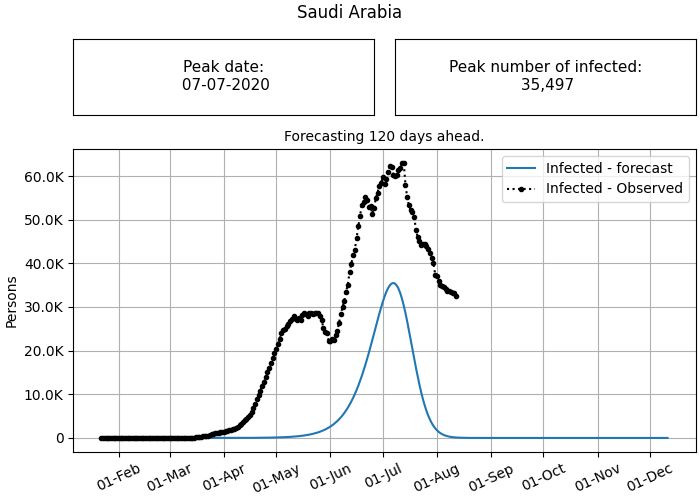 Saudi Arabia
Peak date:
07-07-2020
Peak number of infected:
35,497
Forecasting 120 days ahead.
Infected - forecast
Infected - Observed
60.0K
50.0K
40.0K
30.0K
20.0K
10.0K
0
Persons
01-Feb
01-Mar
01-Apr
01-May
01-Jun
01-Jul
01-Aug
01-Sep
01-Oct
01-Nov
01-Dec